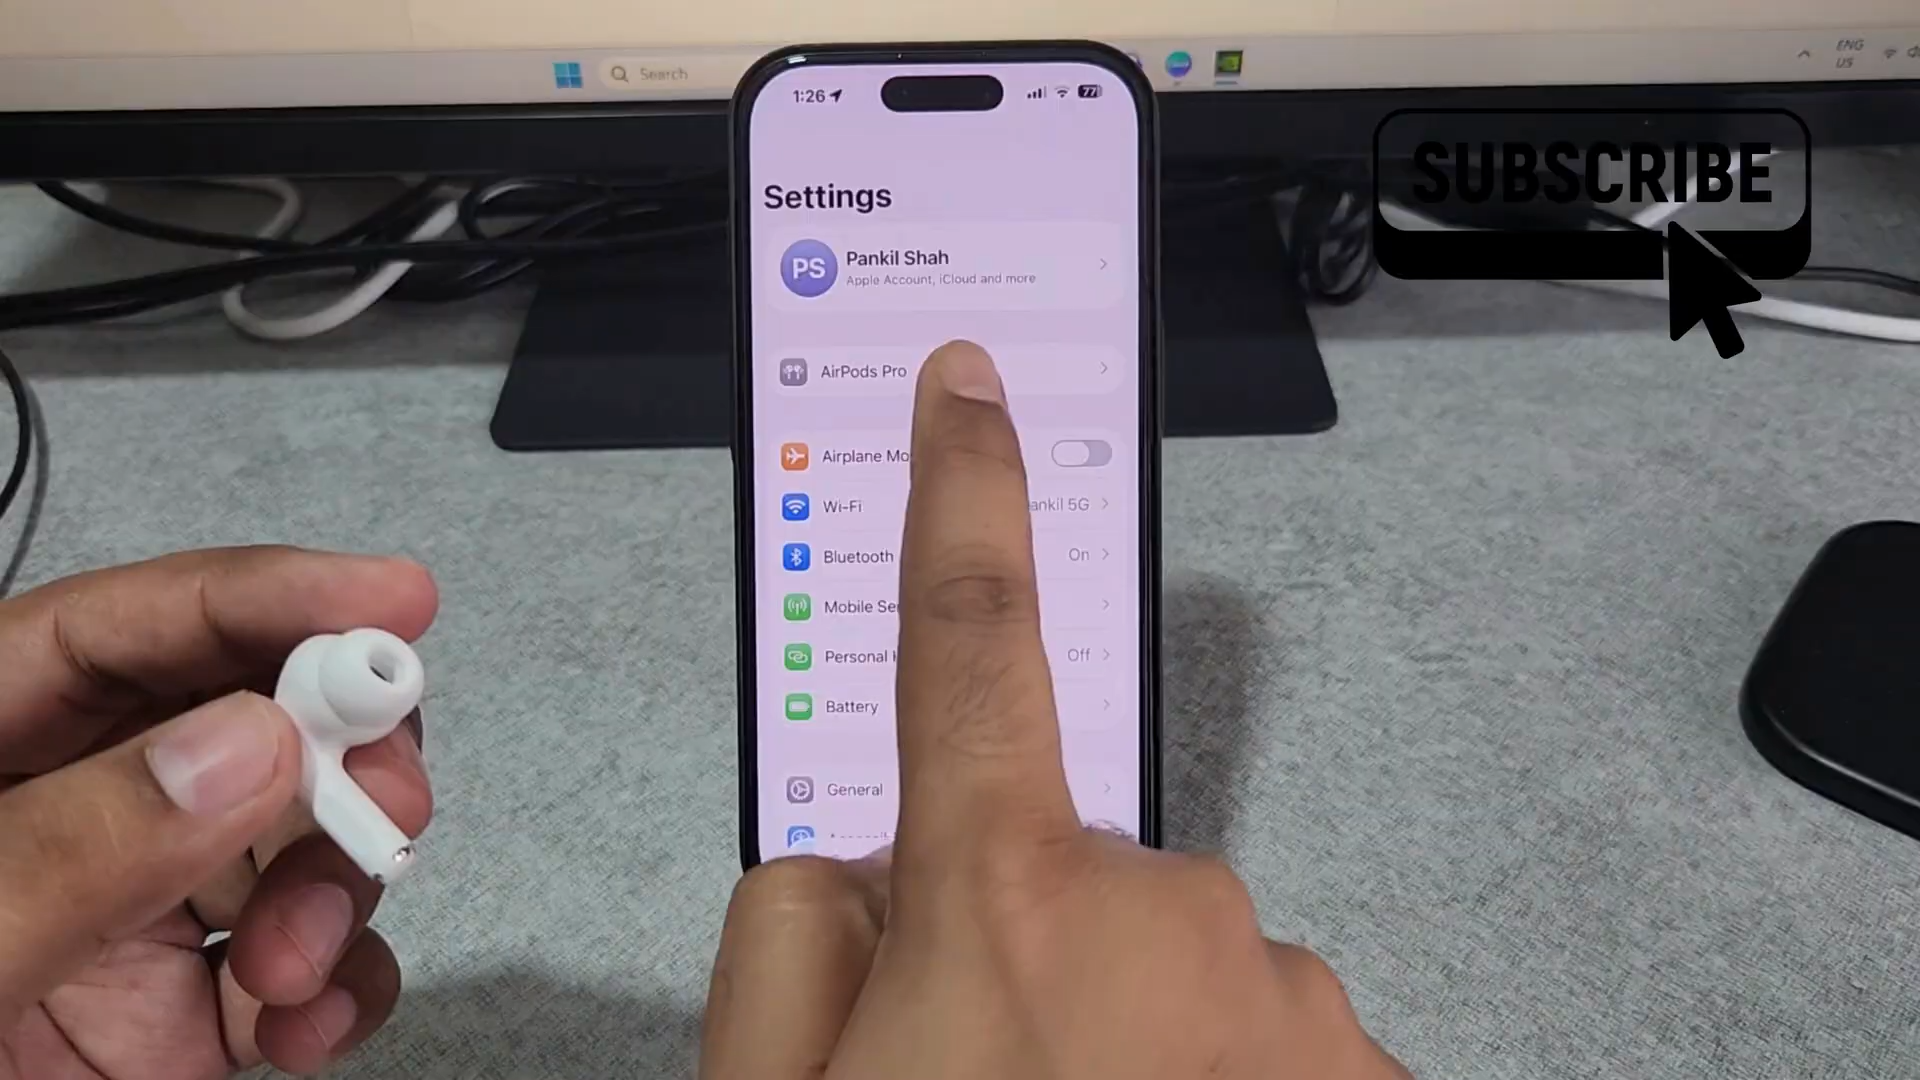 Search
ENG
US
1:26
77
SUBSCRIBE
Settings
PS
Pankil Shah
Apple Account, iCloud and more
AirPods Pro
Airplane Mo
Wi-Fi
ankil 5G
Bluetooth
On
Mobile Se
Personal
Off
Battery
General